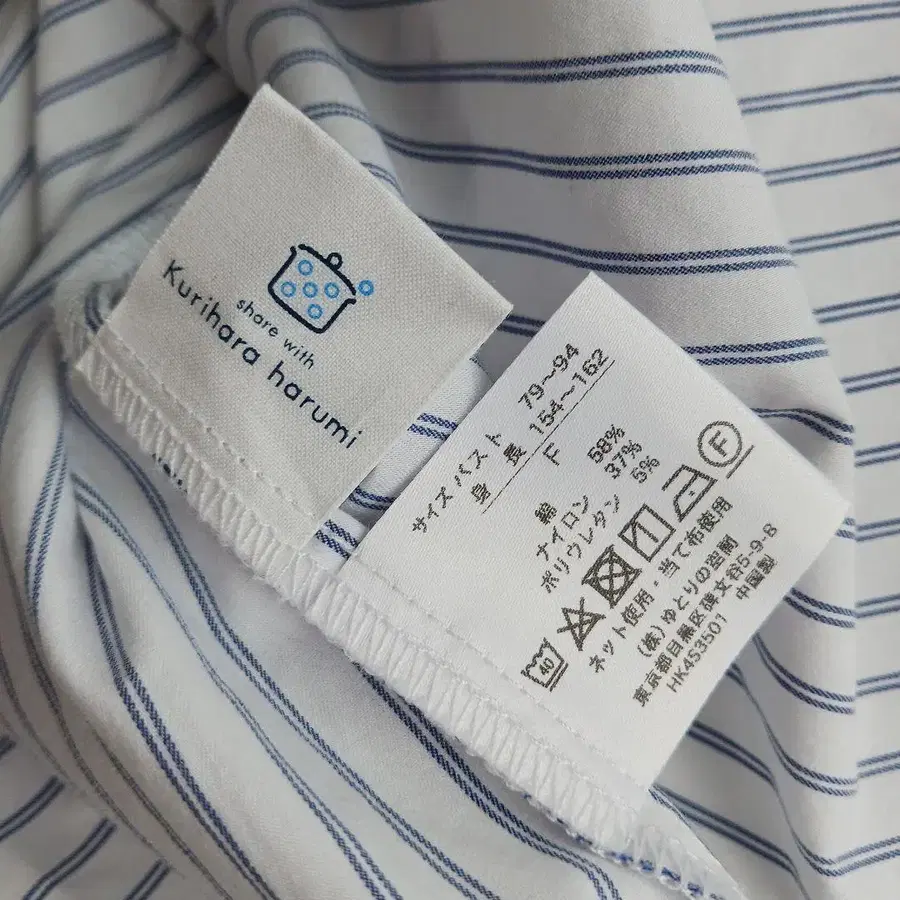 share with
Kurihara harumi
サイズ バスト 79〜94
身 長 154〜162
F
綿 58%
ナイロン 37%
ポリウレタン 5%
40
F
ネット使用・当て布使用
(株)ゆとりの空間
東京都目黒区碑文谷5-9-8
HK453501 中国製